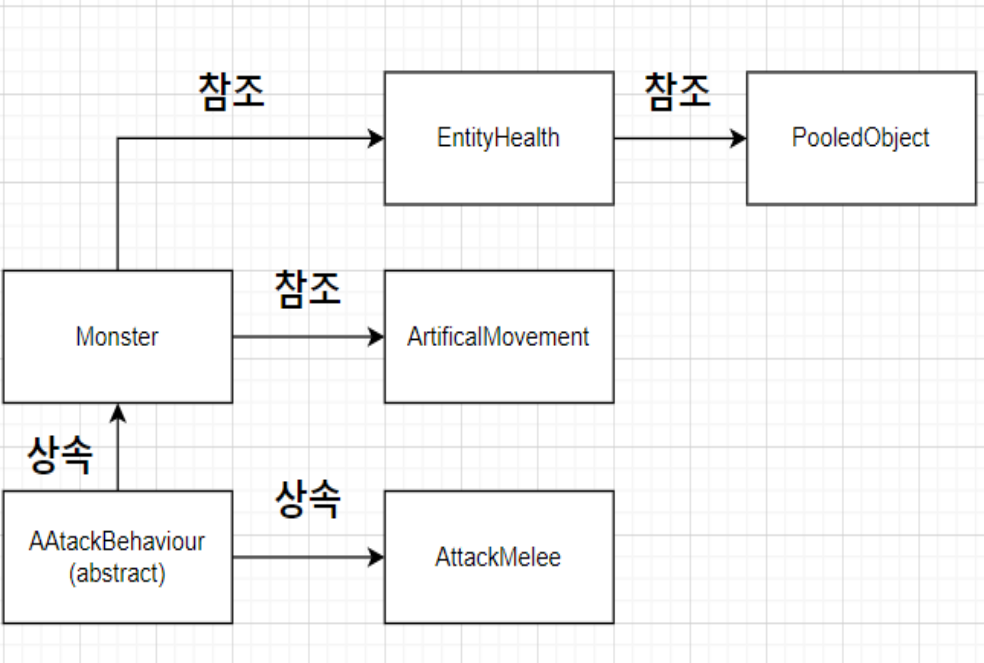 참조
참조
EntityHealth
PooledObject
참조
Monster
ArtificalMovement
상속
상속
AAtackBehaviour
(abstract)
AttackMelee